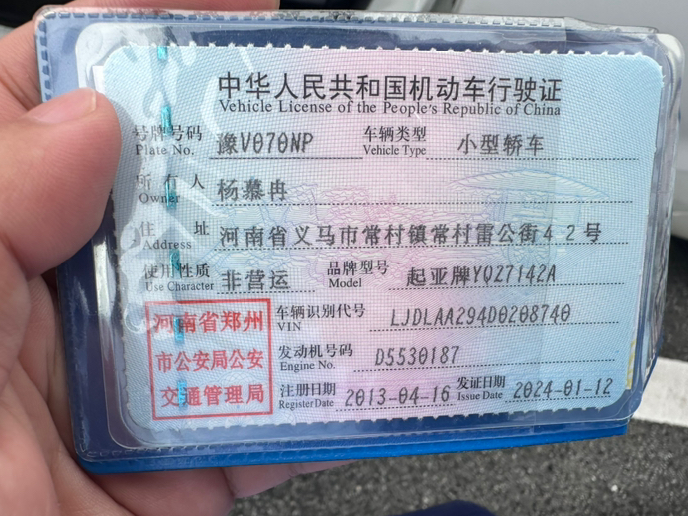 中华人民共和国机动车行驶证
Vehicle License of the People's Republic of China
号牌号码 豫V070NP 车辆类型 小型轿车
Plate No. Vehicle Type
所有人 杨慕冉
Owner
住址 河南省义马市常村镇常村雷公街42号
Address
使用性质 非营运 品牌型号 起亚牌YQZ7142A
Use Character Model
河南省郑州 车辆识别代号 LJDLAA294D0208740
VIN
市公安局公安 发动机号码 D5530187
Engine No.
交通管理局 注册日期 2013-04-16 发证日期 2024-01-12
Register Date Issue Date